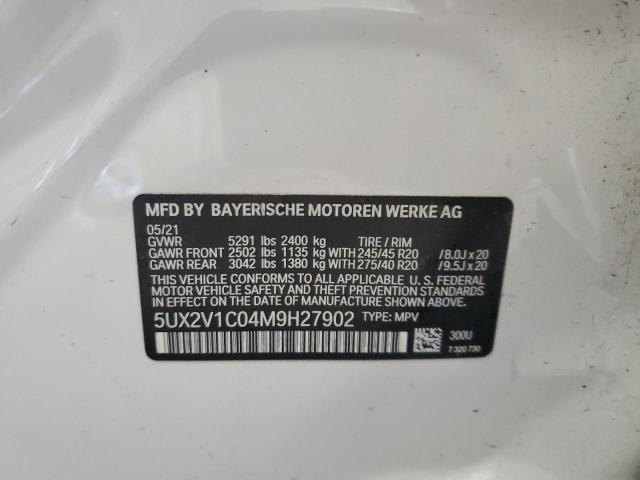 MFD BY BAYERISCHE MOTOREN WERKE AG
05/21
GVWR 5291 lbs 2400 kg TIRE / RIM
GAWR FRONT 2502 lbs 1135 kg WITH 245/45 R20 /8.0J x 20
GAWR REAR 3042 lbs 1380 kg WITH 275/40 R20 /9.5J x 20
THIS VEHICLE CONFORMS TO ALL APPLICABLE U.S. FEDERAL
MOTOR VEHICLE SAFETY AND THEFT PREVENTION STANDARDS
IN EFFECT ON THE DATE OF MANUFACTURE SHOWN ABOVE.
5UX2V1C04M9H27902 TYPE: MPV
300U
7 320 730